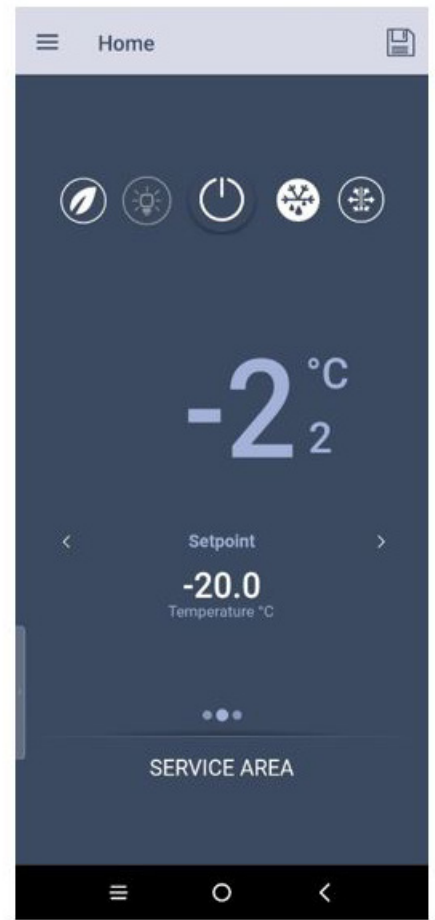 Home
-2 °C
2
Setpoint
-20.0
Temperature °C
SERVICE AREA